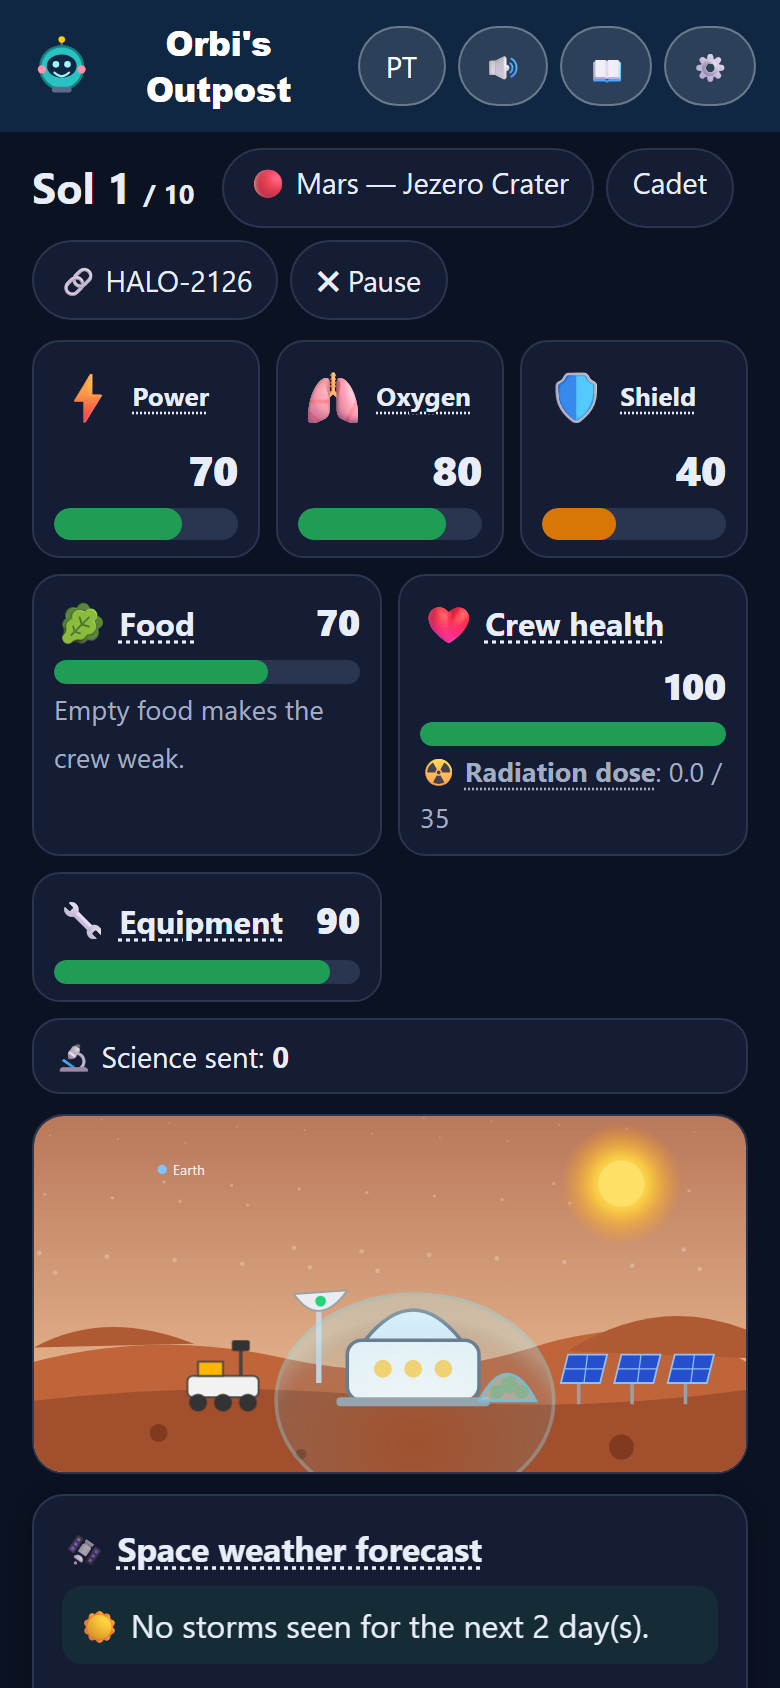 Orbi's
Outpost
PT
Sol 1 / 10
Mars — Jezero Crater
Cadet
HALO-2126
Pause
Power
70
Oxygen
80
Shield
40
Food 70
Empty food makes the
crew weak.
Crew health
100
Radiation dose: 0.0 /
35
Equipment 90
Science sent: 0
Earth
Space weather forecast
No storms seen for the next 2 day(s).